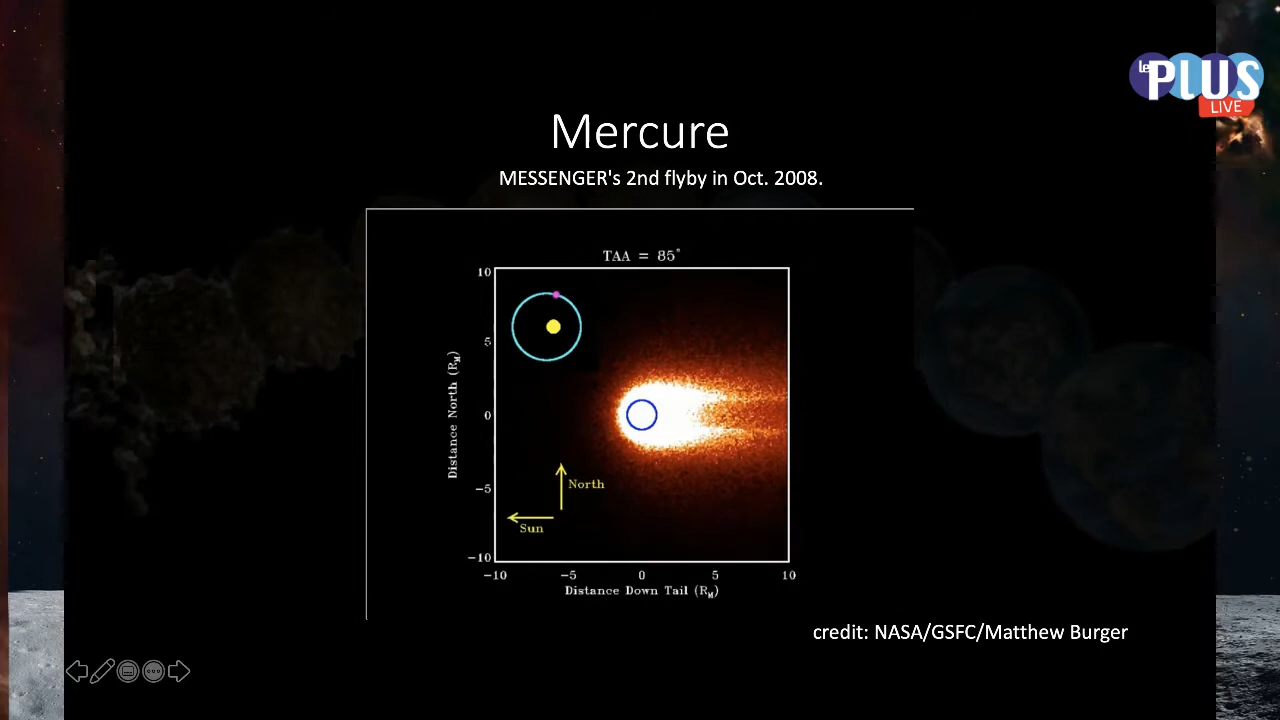 le PLUS
LIVE
Mercure
MESSENGER's 2nd flyby in Oct. 2008.
TAA = 85°
10
5
0
-5
-10
Distance North (R_M)
North
Sun
-10 -5 0 5 10
Distance Down Tail (R_M)
credit: NASA/GSFC/Matthew Burger